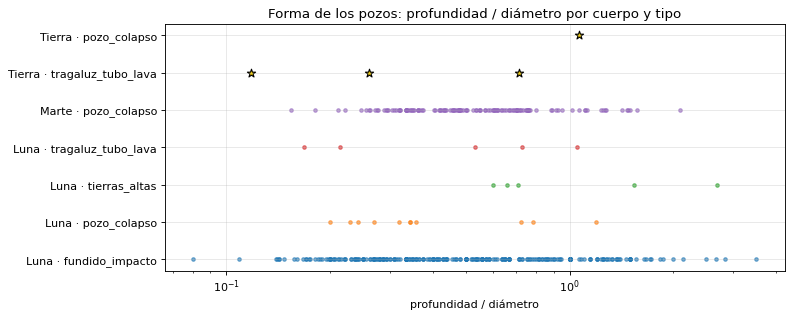 Forma de los pozos: profundidad / diámetro por cuerpo y tipo
Tierra · pozo_colapso
Tierra · tragaluz_tubo_lava
Marte · pozo_colapso
Luna · tragaluz_tubo_lava
Luna · tierras_altas
Luna · pozo_colapso
Luna · fundido_impacto
10⁻¹ 10⁰
profundidad / diámetro